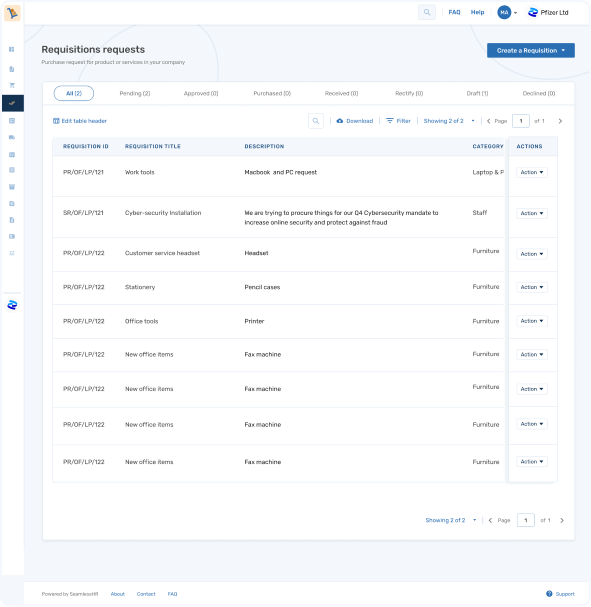 FAQ Help MA Pfizer Ltd
Requisitions requests
Purchase request for product or services in your company
Create a Requisition
All (2) Pending (2) Approved (0) Purchased (0) Received (0) Rectify (0) Draft (1) Declined (0)
Edit table header Download Filter Showing 2 of 2 Page 1 of 1
REQUISITION ID REQUISITION TITLE DESCRIPTION CATEGORY ACTIONS
PR/OF/LP/121 Work tools Macbook and PC request Laptop & P Action
SR/OF/LP/121 Cyber-security Installation We are trying to procure things for our Q4 Cybersecurity mandate to Staff Action
increase online security and protect against fraud
PR/OF/LP/122 Customer service headset Headset Furniture Action
PR/OF/LP/122 Stationery Pencil cases Furniture Action
PR/OF/LP/122 Office tools Printer Furniture Action
PR/OF/LP/122 New office items Fax machine Furniture Action
PR/OF/LP/122 New office items Fax machine Furniture Action
PR/OF/LP/122 New office items Fax machine Furniture Action
PR/OF/LP/122 New office items Fax machine Furniture Action
Showing 2 of 2 Page 1 of 1
Powered by SeamlessHR About Contact FAQ Support